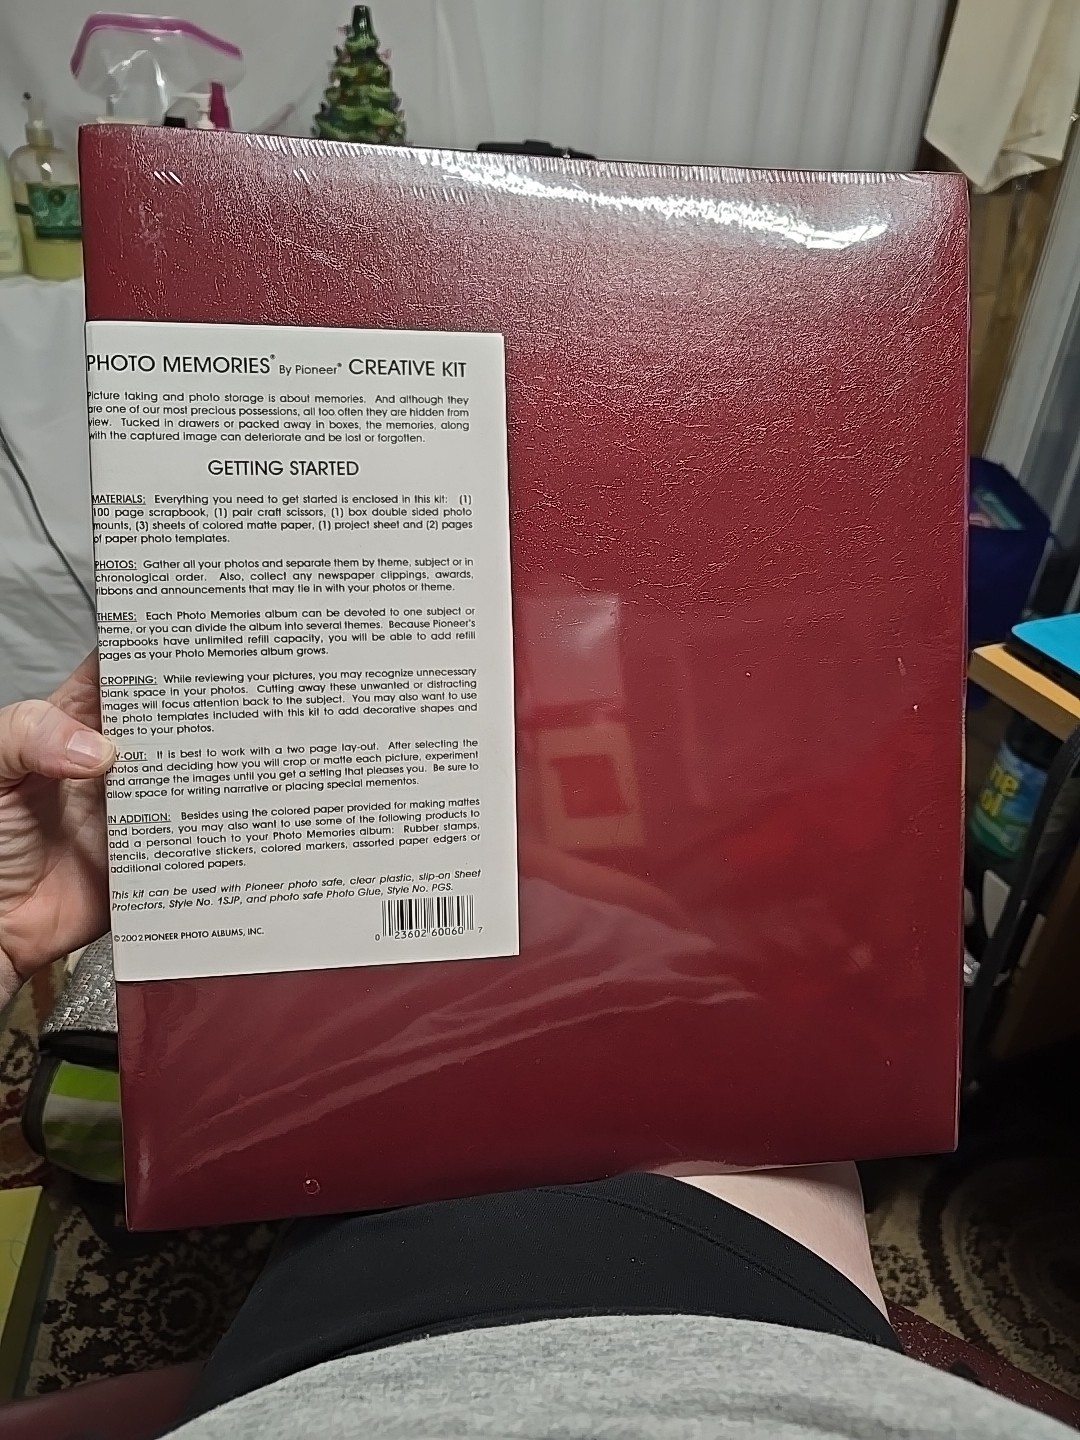 PHOTO MEMORIES® By Pioneer® CREATIVE KIT
Picture taking and photo storage is about memories. And although they
are one of our most precious possessions, all too often they are hidden from
view. Tucked in drawers or packed away in boxes, the memories, along
with the captured image can deteriorate and be lost or forgotten.
GETTING STARTED
MATERIALS: Everything you need to get started is enclosed in this kit: (1)
100 page scrapbook, (1) pair craft scissors, (1) box double sided photo
mounts, (3) sheets of colored matte paper, (1) project sheet and (2) pages
of paper photo templates.
PHOTOS: Gather all your photos and separate them by theme, subject or in
chronological order. Also, collect any newspaper clippings, awards,
ribbons and announcements that may tie in with your photos or theme.
THEMES: Each Photo Memories album can be devoted to one subject or
theme, or you can divide the album into several themes. Because Pioneer's
scrapbooks have unlimited refill capacity, you will be able to add refill
pages as your Photo Memories album grows.
CROPPING: While reviewing your pictures, you may recognize unnecessary
blank space in your photos. Cutting away these unwanted or distracting
images will focus attention back to the subject. You may also want to use
the photo templates included with this kit to add decorative shapes and
edges to your photos.
Y-OUT: It is best to work with a two page lay-out. After selecting the
photos and deciding how you will crop or matte each picture, experiment
and arrange the images until you get a setting that pleases you. Be sure to
allow space for writing narrative or placing special mementos.
IN ADDITION: Besides using the colored paper provided for making mattes
and borders, you may also want to use some of the following products to
add a personal touch to your Photo Memories album: Rubber stamps,
stencils, decorative stickers, colored markers, assorted paper edgers or
additional colored papers.
This kit can be used with Pioneer photo safe, clear plastic, slip-on Sheet
Protectors, Style No. 1SJP, and photo safe Photo Glue, Style No. PGS.
©2002 PIONEER PHOTO ALBUMS, INC.
0 23602 60060 7